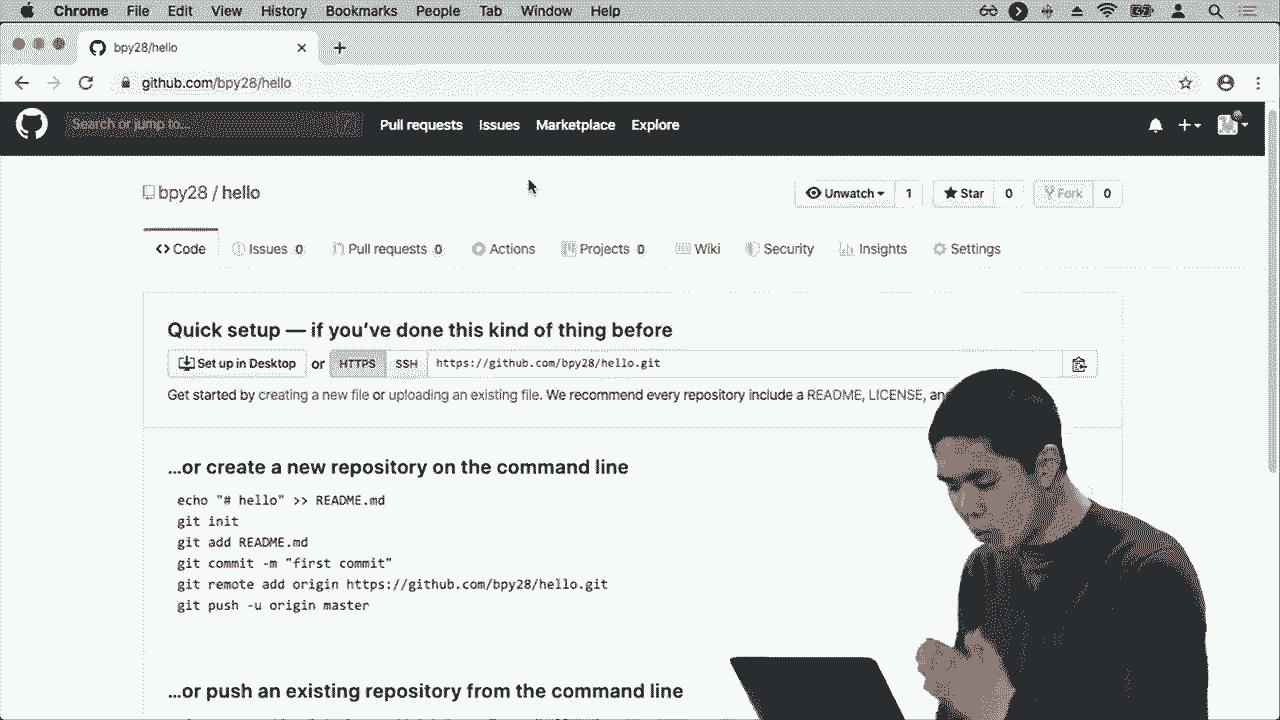 Chrome File Edit View History Bookmarks People Tab Window Help
bpy28/hello
github.com/bpy28/hello
Search or jump to... Pull requests Issues Marketplace Explore
bpy28 / hello Unwatch 1 Star 0 Fork 0
Code Issues 0 Pull requests 0 Actions Projects 0 Wiki Security Insights Settings
Quick setup — if you’ve done this kind of thing before
Set up in Desktop or HTTPS SSH https://github.com/bpy28/hello.git
Get started by creating a new file or uploading an existing file. We recommend every repository include a README, LICENSE,
…or create a new repository on the command line
echo "# hello" >> README.md
git init
git add README.md
git commit -m "first commit"
git remote add origin https://github.com/bpy28/hello.git
git push -u origin master
…or push an existing repository from the command line